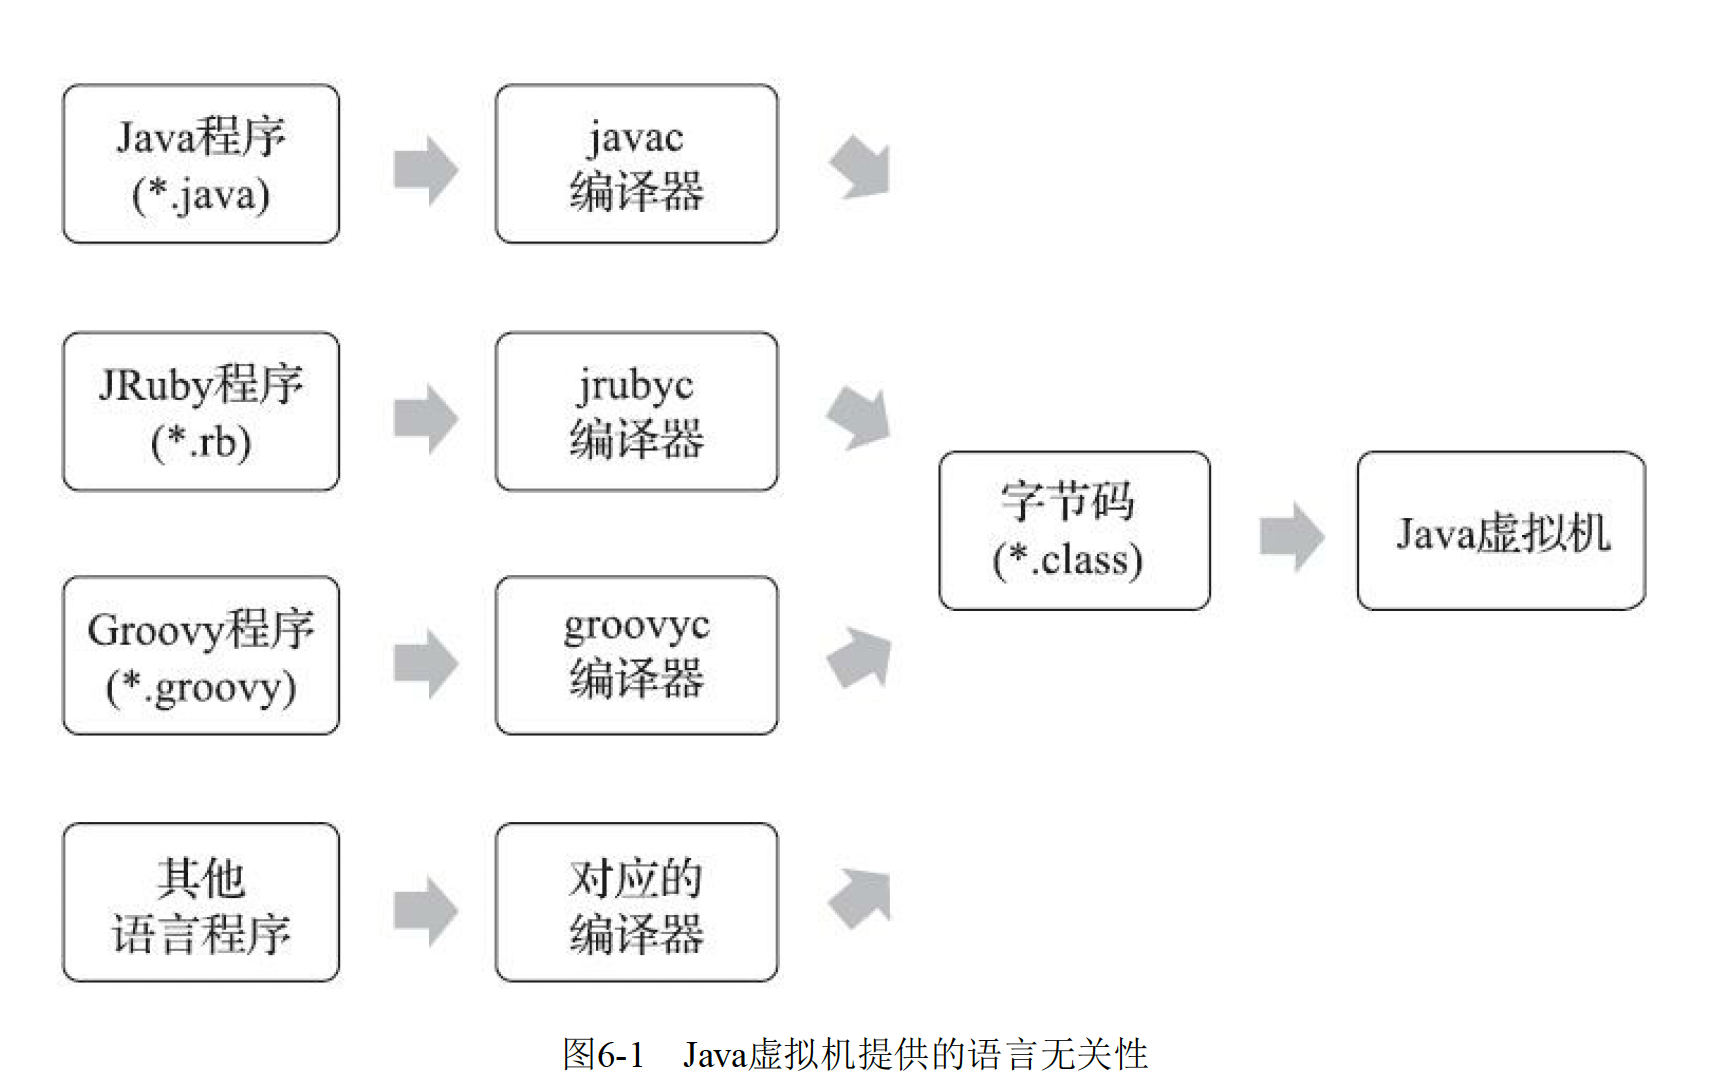 Java程序
(*.java)
javac
编译器
JRuby程序
(*.rb)
jrubyc
编译器
Groovy程序
(*.groovy)
groovyc
编译器
其他
语言程序
对应的
编译器
字节码
(*.class)
Java虚拟机
图6-1 Java虚拟机提供的语言无关性